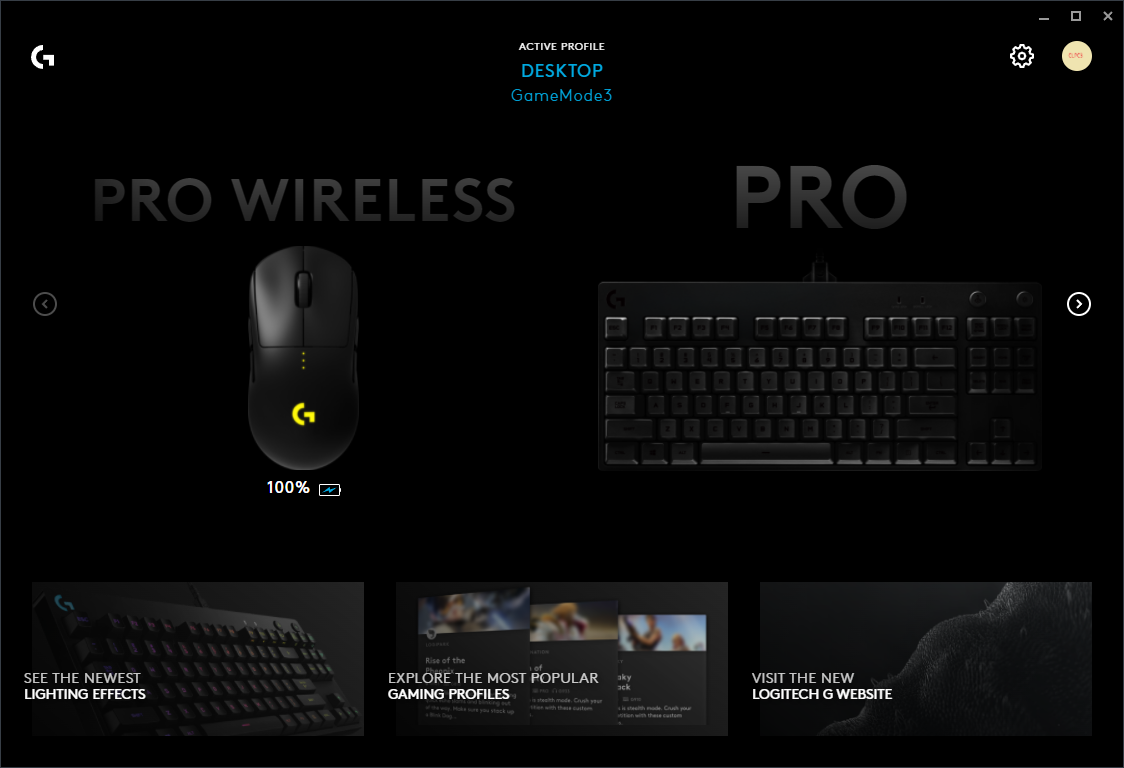 ACTIVE PROFILE
DESKTOP
GameMode3
PRO WIRELESS
PRO
100%
SEE THE NEWEST
LIGHTING EFFECTS
Rise of the
EXPLORE THE MOST POPULAR
GAMING PROFILES
VISIT THE NEW
LOGITECH G WEBSITE